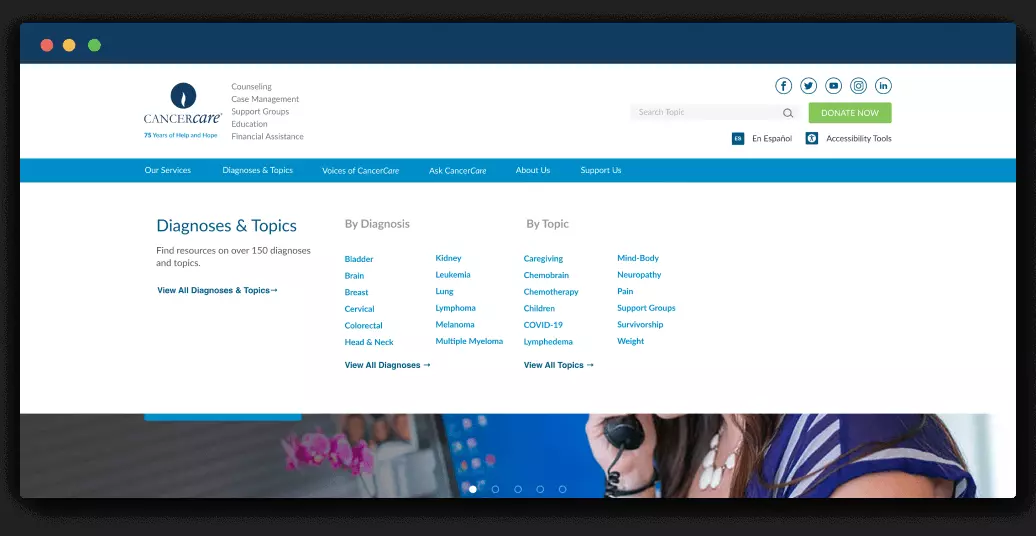 CANCERcare®
75 Years of Help and Hope
Counseling
Case Management
Support Groups
Education
Financial Assistance
Search Topic
DONATE NOW
ES En Español
Accessibility Tools
Our Services
Diagnoses & Topics
Voices of CancerCare
Ask CancerCare
About Us
Support Us
Diagnoses & Topics
Find resources on over 150 diagnoses
and topics.
View All Diagnoses & Topics→
By Diagnosis
Bladder
Brain
Breast
Cervical
Colorectal
Head & Neck
Kidney
Leukemia
Lung
Lymphoma
Melanoma
Multiple Myeloma
View All Diagnoses →
By Topic
Caregiving
Chemobrain
Chemotherapy
Children
COVID-19
Lymphedema
Mind-Body
Neuropathy
Pain
Support Groups
Survivorship
Weight
View All Topics →